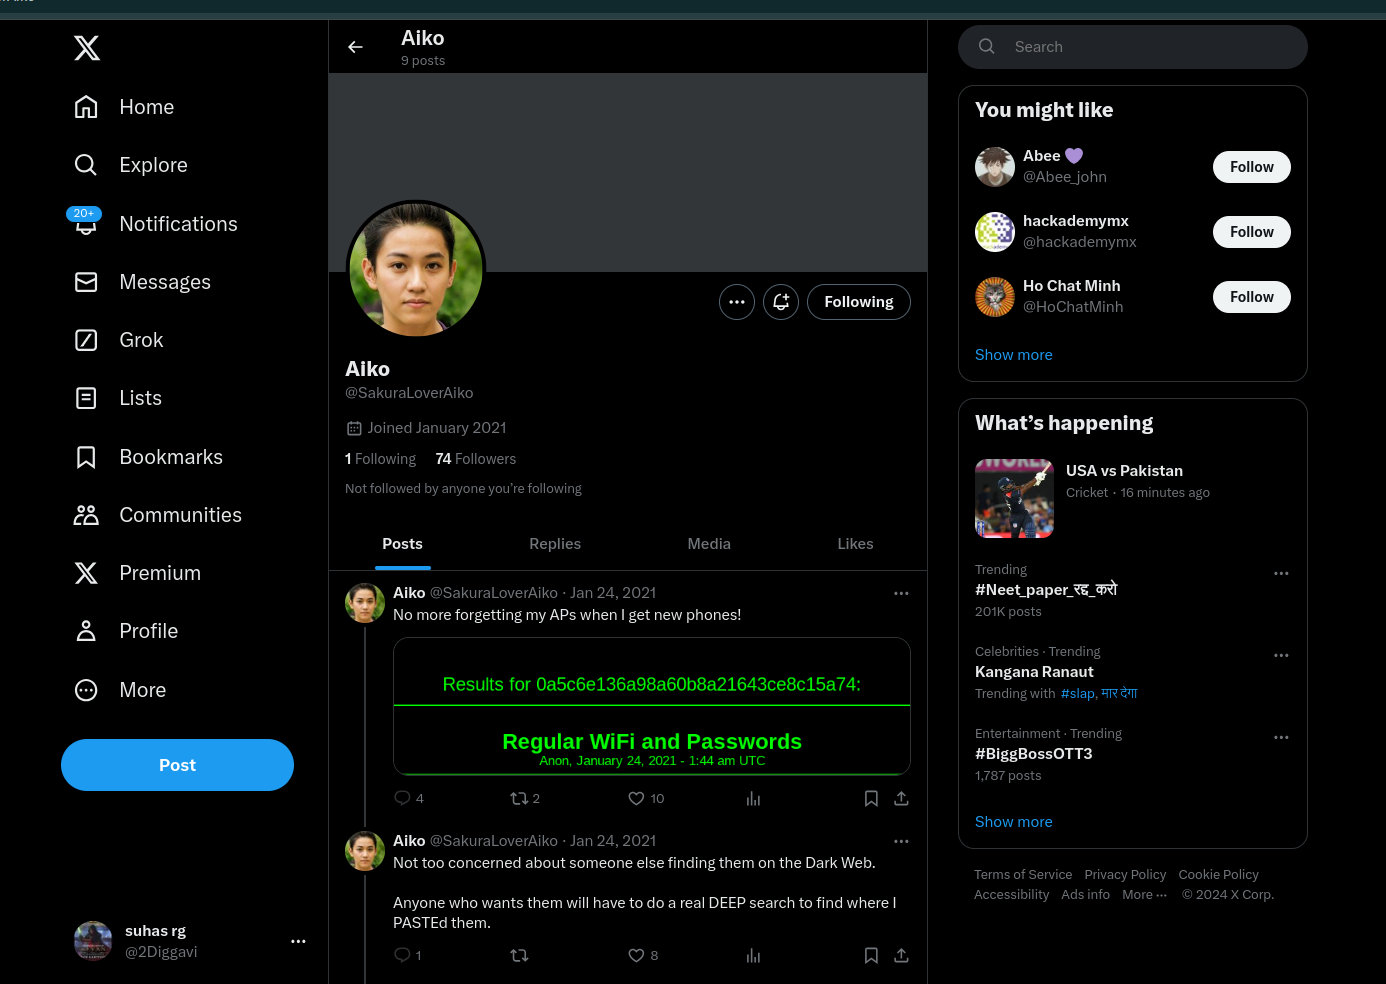 Home
Explore
20+
Notifications
Messages
Grok
Lists
Bookmarks
Communities
Premium
Profile
More
Post
suhas rg
@2Diggavi
Aiko
9 posts
Following
Aiko
@SakuraLoverAiko
Joined January 2021
1 Following 74 Followers
Not followed by anyone you're following
Posts Replies Media Likes
Aiko @SakuraLoverAiko · Jan 24, 2021
No more forgetting my APs when I get new phones!
Results for 0a5c6e136a98a60b8a21643ce8c15a74:
Regular WiFi and Passwords
Anon, January 24, 2021 - 1:44 am UTC
4 2 10
Aiko @SakuraLoverAiko · Jan 24, 2021
Not too concerned about someone else finding them on the Dark Web.
Anyone who wants them will have to do a real DEEP search to find where I
PASTEd them.
1 8
Search
You might like
Abee 💜
@Abee_john
Follow
hackademymx
@hackademymx
Follow
Ho Chat Minh
@HoChatMinh
Follow
Show more
What's happening
USA vs Pakistan
Cricket · 16 minutes ago
Trending
#Neet_paper_रद्द_करो
201K posts
Celebrities · Trending
Kangana Ranaut
Trending with #slap, मार देगा
Entertainment · Trending
#BiggBossOTT3
1,787 posts
Show more
Terms of Service Privacy Policy Cookie Policy
Accessibility Ads info More ··· © 2024 X Corp.